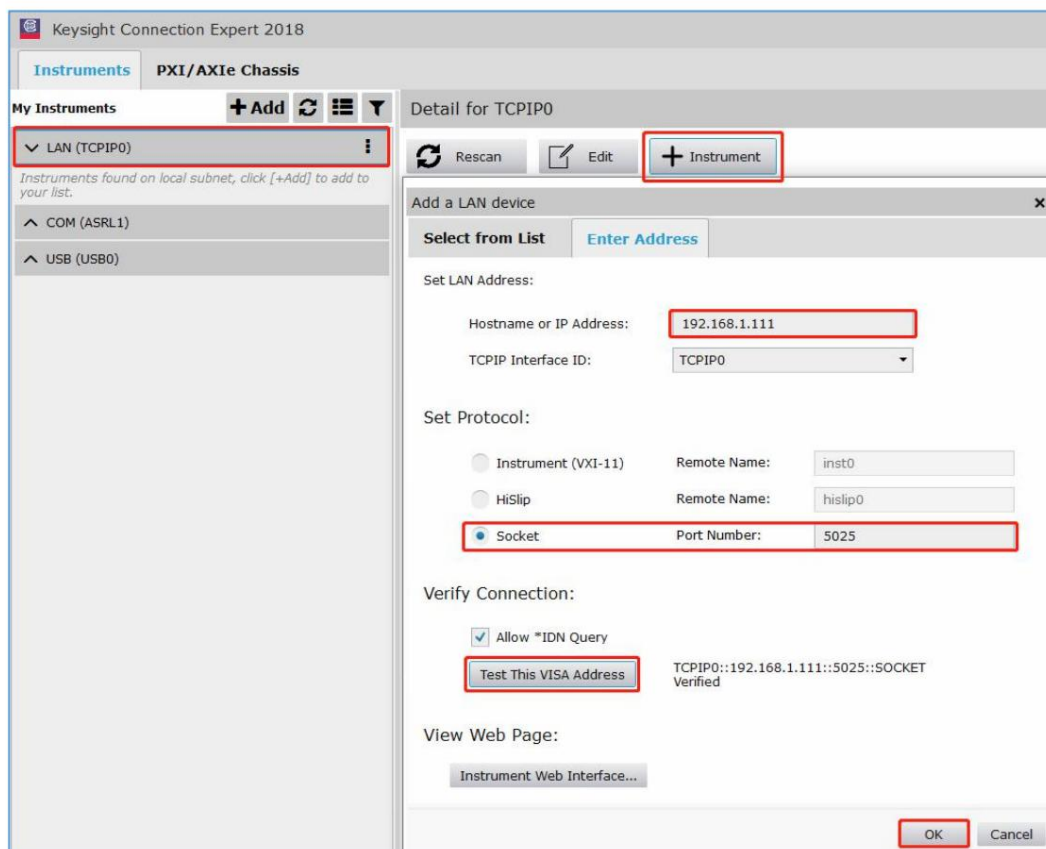 Keysight Connection Expert 2018
Instruments PXI/AXIe Chassis
My Instruments Add
LAN (TCPIP0)
Instruments found on local subnet, click [+Add] to add to
your list.
COM (ASRL1)
USB (USB0)
Detail for TCPIP0
Rescan Edit Instrument
Add a LAN device
Select from List Enter Address
Set LAN Address:
Hostname or IP Address: 192.168.1.111
TCPIP Interface ID: TCPIP0
Set Protocol:
Instrument (VXI-11) Remote Name: inst0
HiSlip Remote Name: hislip0
Socket Port Number: 5025
Verify Connection:
Allow *IDN Query
Test This VISA Address TCPIP0::192.168.1.111::5025::SOCKET
Verified
View Web Page:
Instrument Web Interface...
OK Cancel